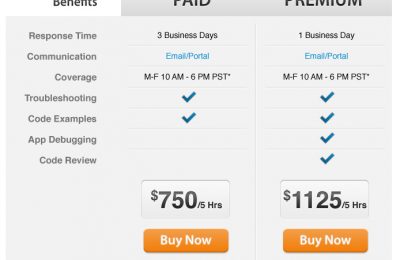 Benefits PAID PREMIUM
Response Time 3 Business Days 1 Business Day
Communication Email/Portal Email/Portal
Coverage M-F 10 AM - 6 PM PST* M-F 10 AM - 6 PM PST*
Troubleshooting
Code Examples
App Debugging
Code Review
$750/5 Hrs $1125/5 Hrs
Buy Now Buy Now